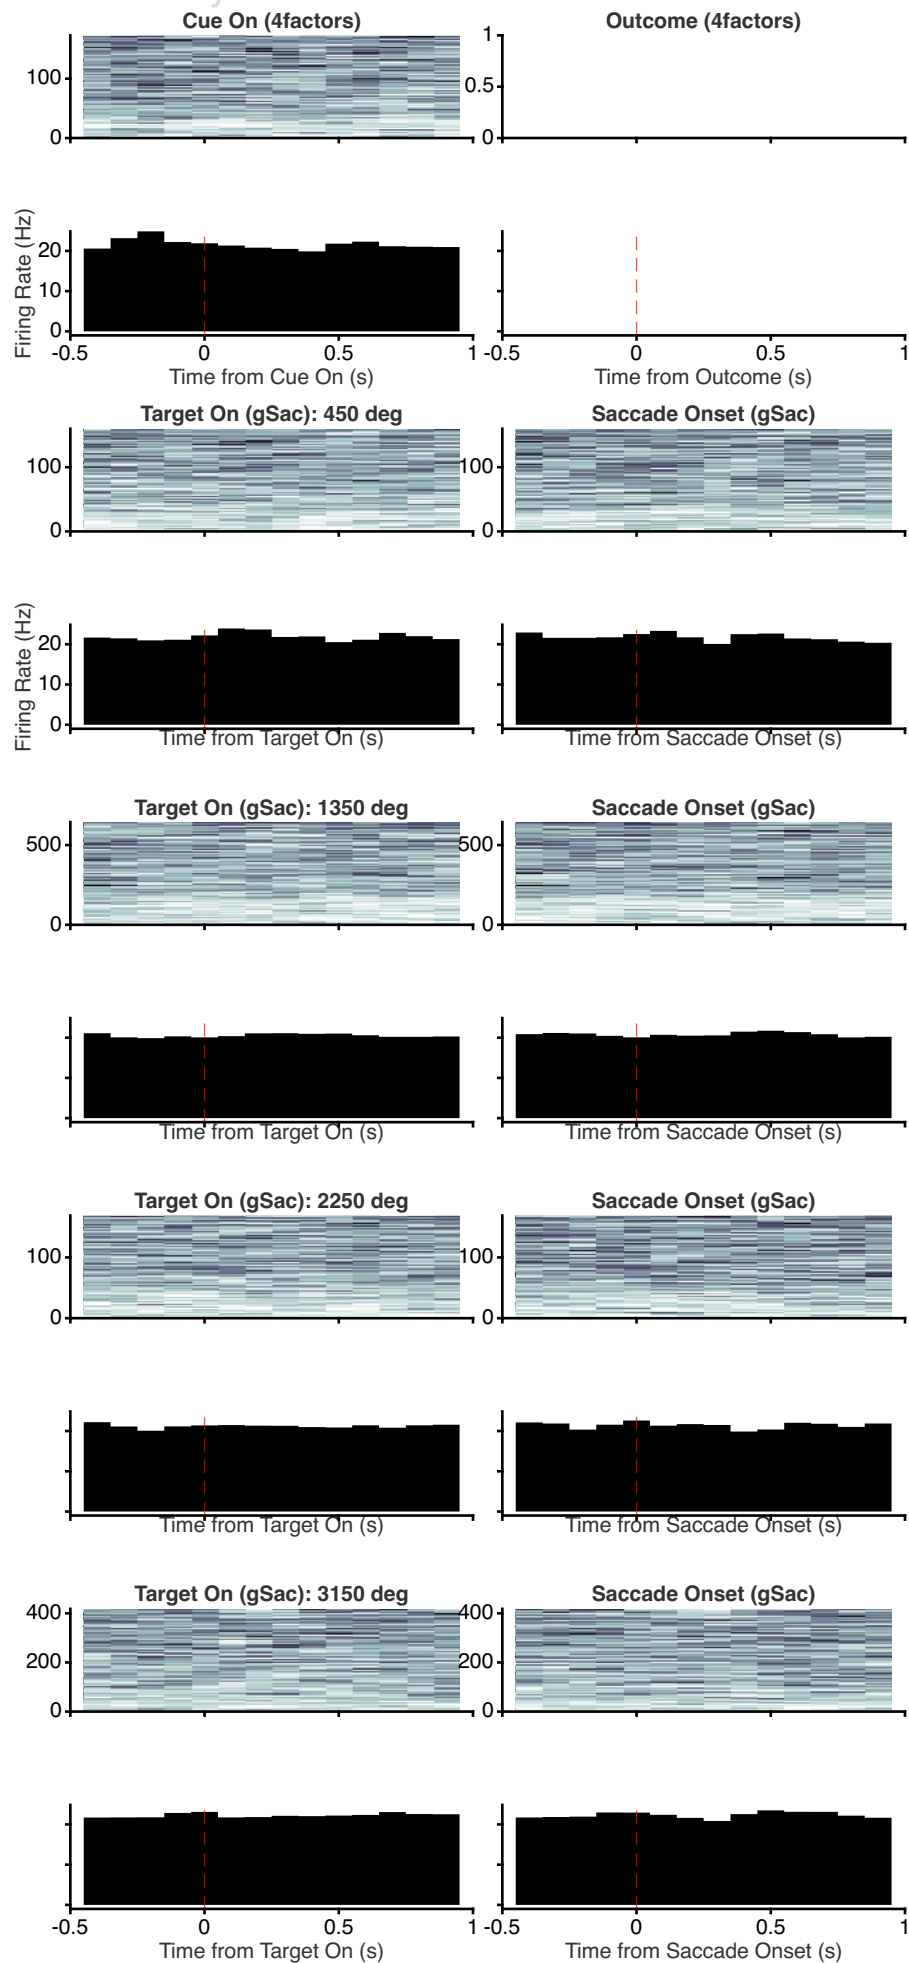 Cue On (4factors)
Outcome (4factors)
100
0
1
0.5
0
Firing Rate (Hz)
20
10
0
-0.5 0 0.5 1
-0.5 0 0.5 1
Time from Cue On (s)
Time from Outcome (s)
Target On (gSac): 450 deg
Saccade Onset (gSac)
100
0
100
0
Firing Rate (Hz)
20
10
0
Time from Target On (s)
Time from Saccade Onset (s)
Target On (gSac): 1350 deg
Saccade Onset (gSac)
500
0
500
0
Time from Target On (s)
Time from Saccade Onset (s)
Target On (gSac): 2250 deg
Saccade Onset (gSac)
100
0
100
0
Time from Target On (s)
Time from Saccade Onset (s)
Target On (gSac): 3150 deg
Saccade Onset (gSac)
400
200
0
400
200
0
-0.5 0 0.5 1
-0.5 0 0.5 1
Time from Target On (s)
Time from Saccade Onset (s)